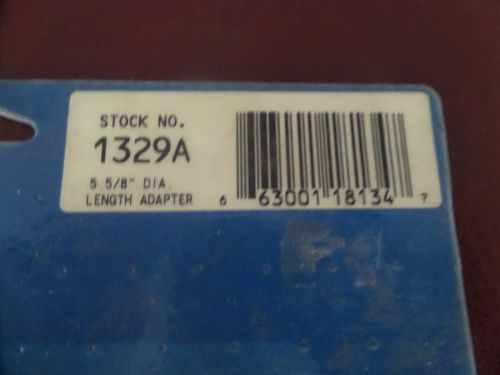 STOCK NO.
1329A
5 5/8" DIA.
LENGTH ADAPTER
6 63001 18134 7